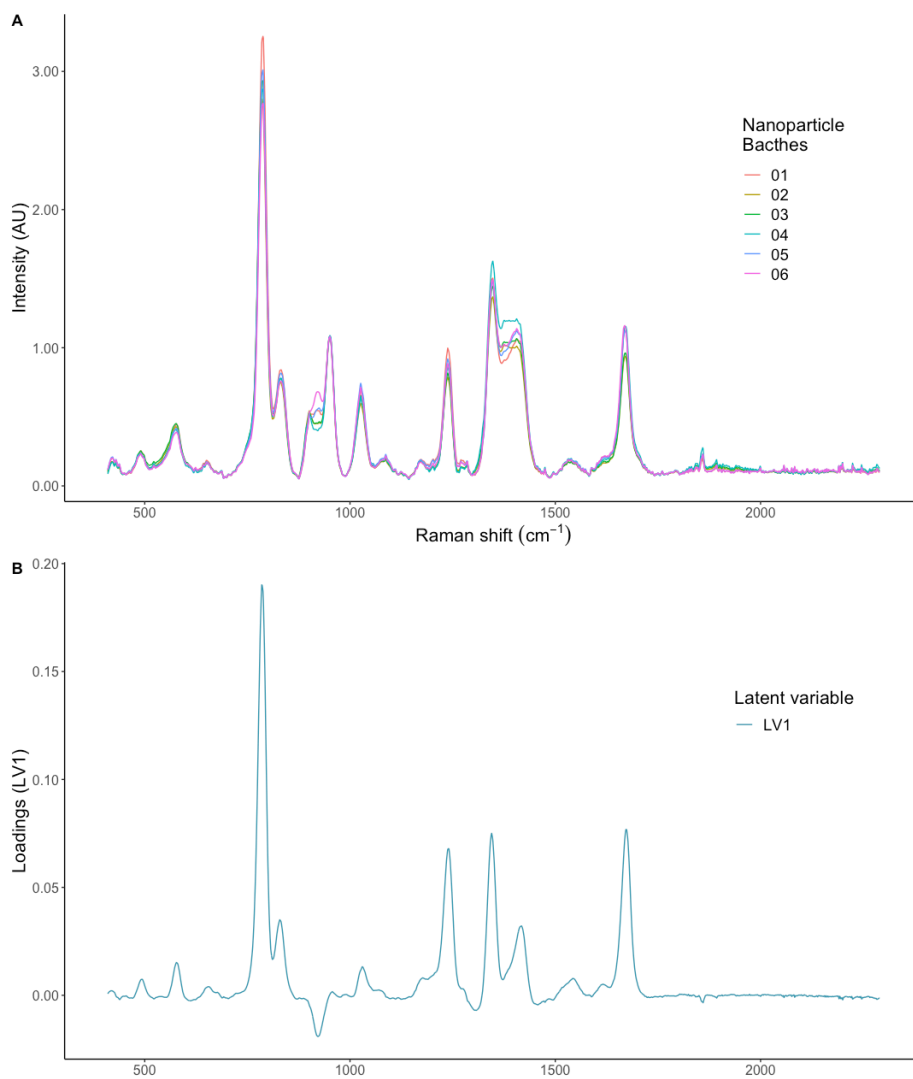 A
3.00
2.00
1.00
0.00
Intensity (AU)
Nanoparticle
Bacthes
01
02
03
04
05
06
500 1000 1500 2000
Raman shift (cm⁻¹)
B
0.20
0.15
0.10
0.05
0.00
Loadings (LV1)
Latent variable
LV1
500 1000 1500 2000